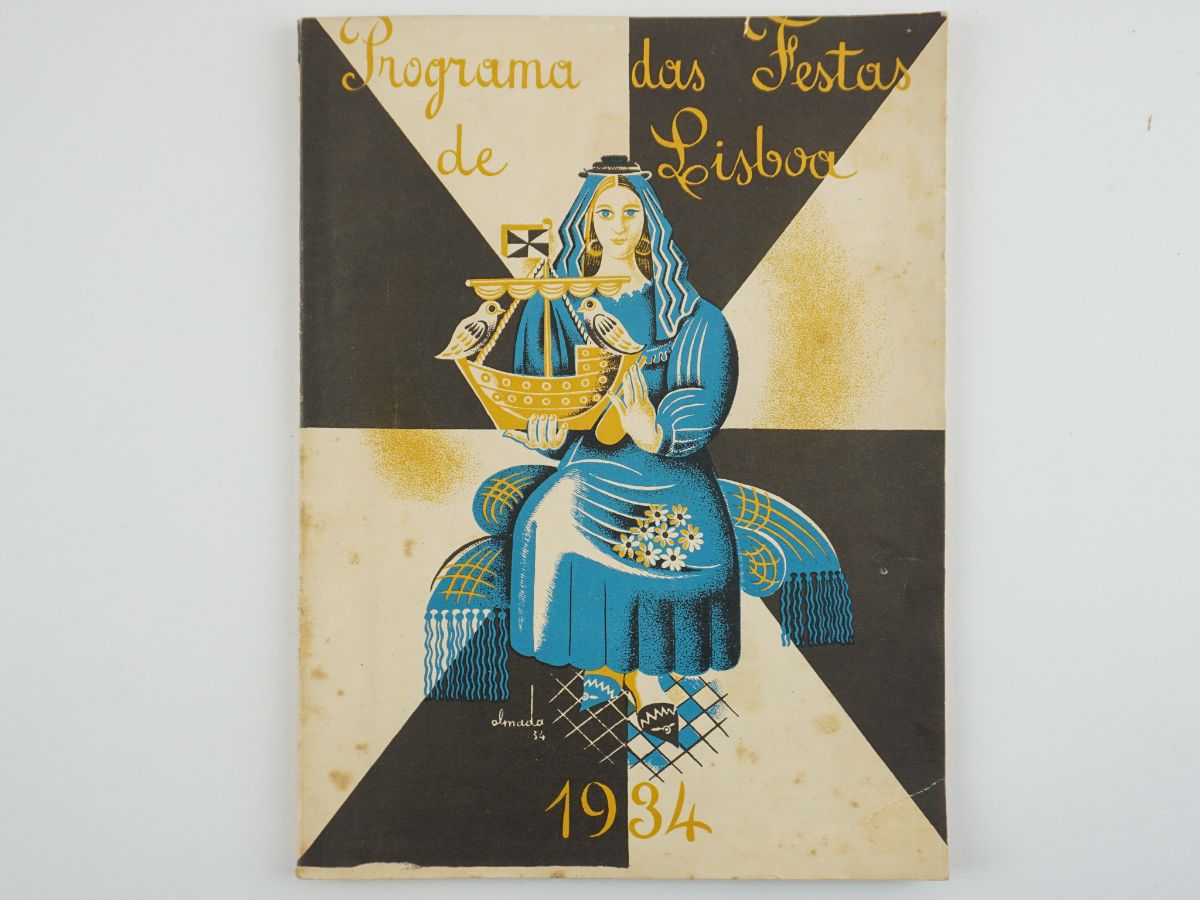 Programa das Festas
de Lisboa
almada
34
1934